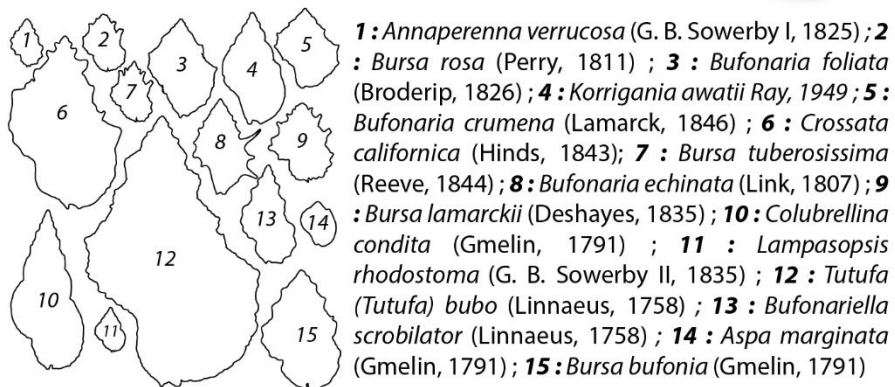 1 : Annaperenna verrucosa (G. B. Sowerby I, 1825) ; 2
: Bursa rosa (Perry, 1811) ; 3 : Bufonaria foliata
(Broderip, 1826) ; 4 : Korrigania awatii Ray, 1949 ; 5 :
Bufonaria crumena (Lamarck, 1846) ; 6 : Crossata
californica (Hinds, 1843); 7 : Bursa tuberosissima
(Reeve, 1844) ; 8 : Bufonaria echinata (Link, 1807) ; 9
: Bursa lamarckii (Deshayes, 1835) ; 10 : Colubrellina
condita (Gmelin, 1791) ; 11 : Lampasopsis
rhodostoma (G. B. Sowerby II, 1835) ; 12 : Tutufa
(Tutufa) bubo (Linnaeus, 1758) ; 13 : Bufonariella
scrobilator (Linnaeus, 1758) ; 14 : Aspa marginata
(Gmelin, 1791) ; 15 : Bursa bufonia (Gmelin, 1791)
1
2
3
4
5
6
7
8
9
10
11
12
13
14
15